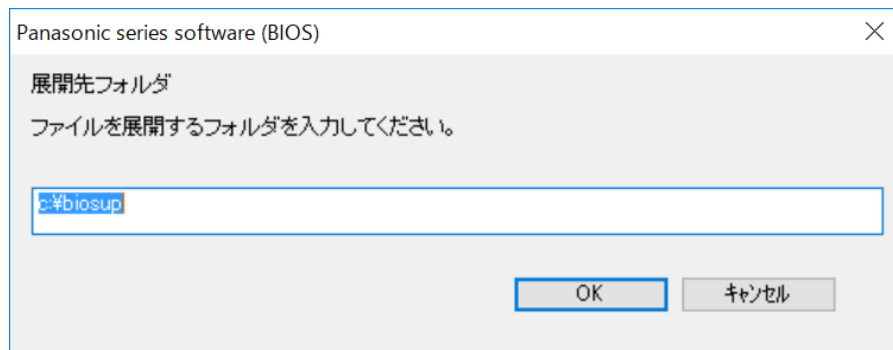 Panasonic series software (BIOS)
展開先フォルダ
ファイルを展開するフォルダを入力してください。
c:¥biosup
OK キャンセル